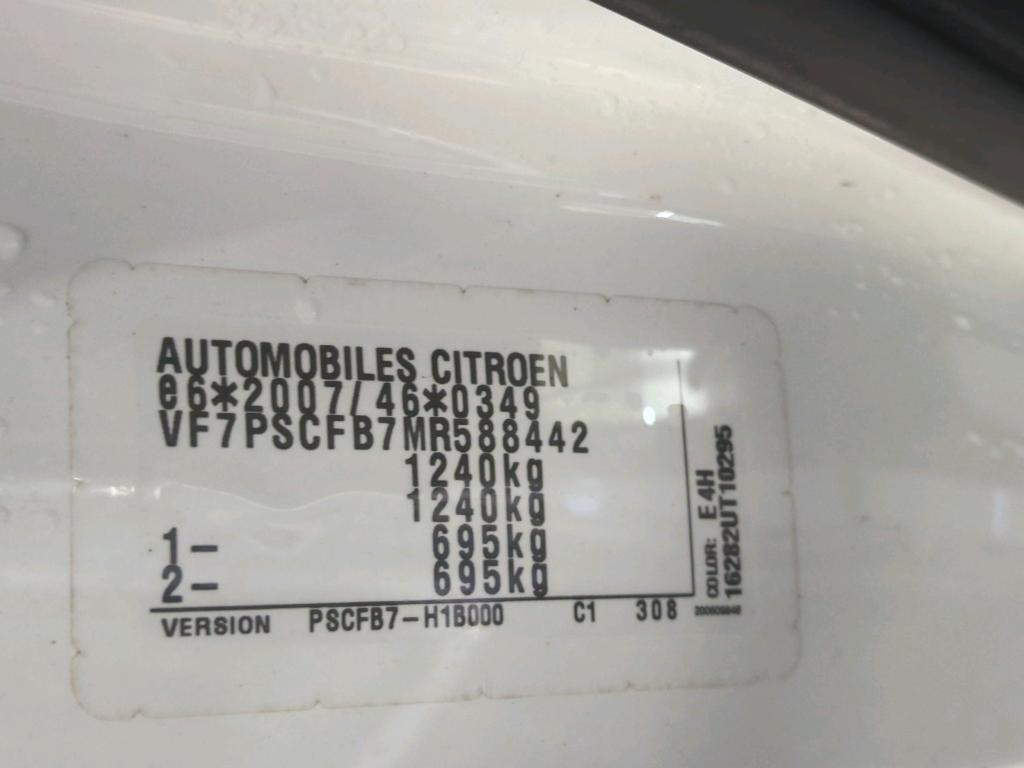 AUTOMOBILES CITROEN
e6*2007/46*0349
VF7PSCFB7MR588442
1240kg
1240kg
1- 695kg
2- 695kg
VERSION PSCFB7-H1B000 C1 308
COLOR: E4H
16282UT10295